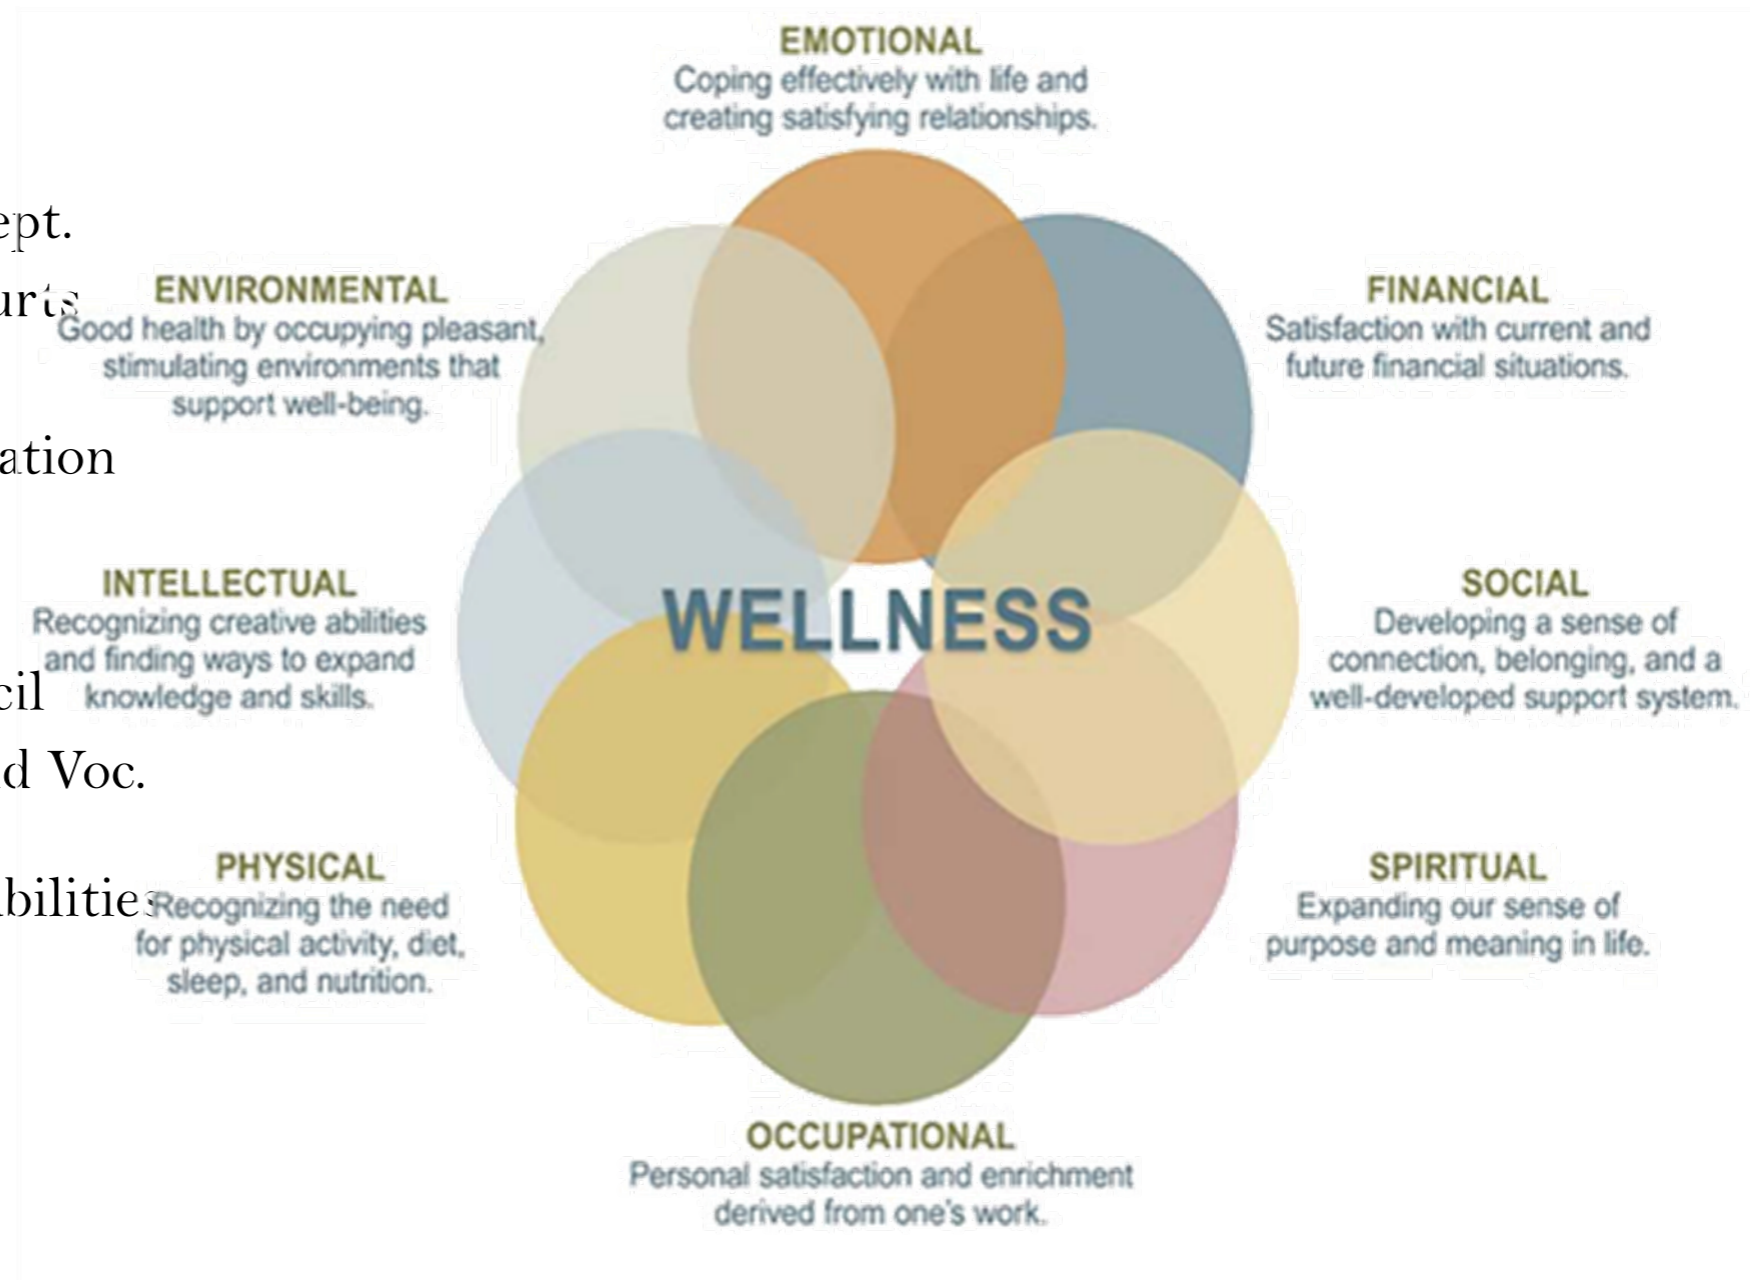 EMOTIONAL
Coping effectively with life and
creating satisfying relationships.
ept.
urts
ENVIRONMENTAL
Good health by occupying pleasant,
stimulating environments that
support well-being.
FINANCIAL
Satisfaction with current and
future financial situations.
ation
INTELLECTUAL
Recognizing creative abilities
and finding ways to expand
knowledge and skills.
WELLNESS
SOCIAL
Developing a sense of
connection, belonging, and a
well-developed support system.
cil
d Voc.
PHYSICAL
Recognizing the need
for physical activity, diet,
sleep, and nutrition.
bilities
SPIRITUAL
Expanding our sense of
purpose and meaning in life.
OCCUPATIONAL
Personal satisfaction and enrichment
derived from one's work.